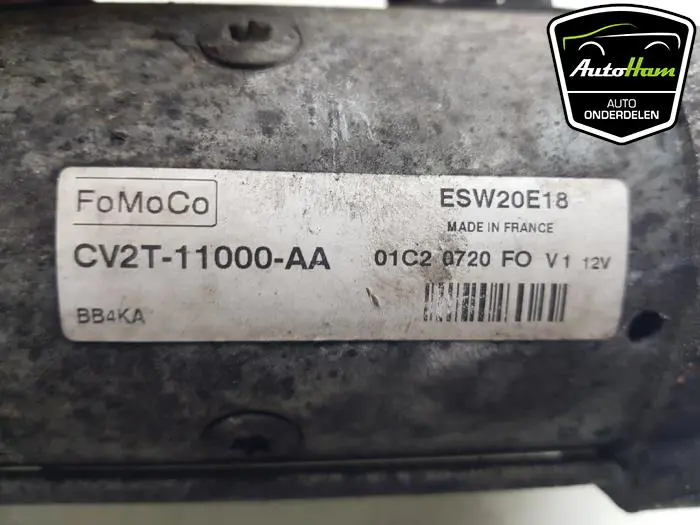 AutoHam
AUTO
ONDERDELEN
FoMoCo
ESW20E18
MADE IN FRANCE
CV2T-11000-AA
01C2 0720 FO V1 12V
BB4KA